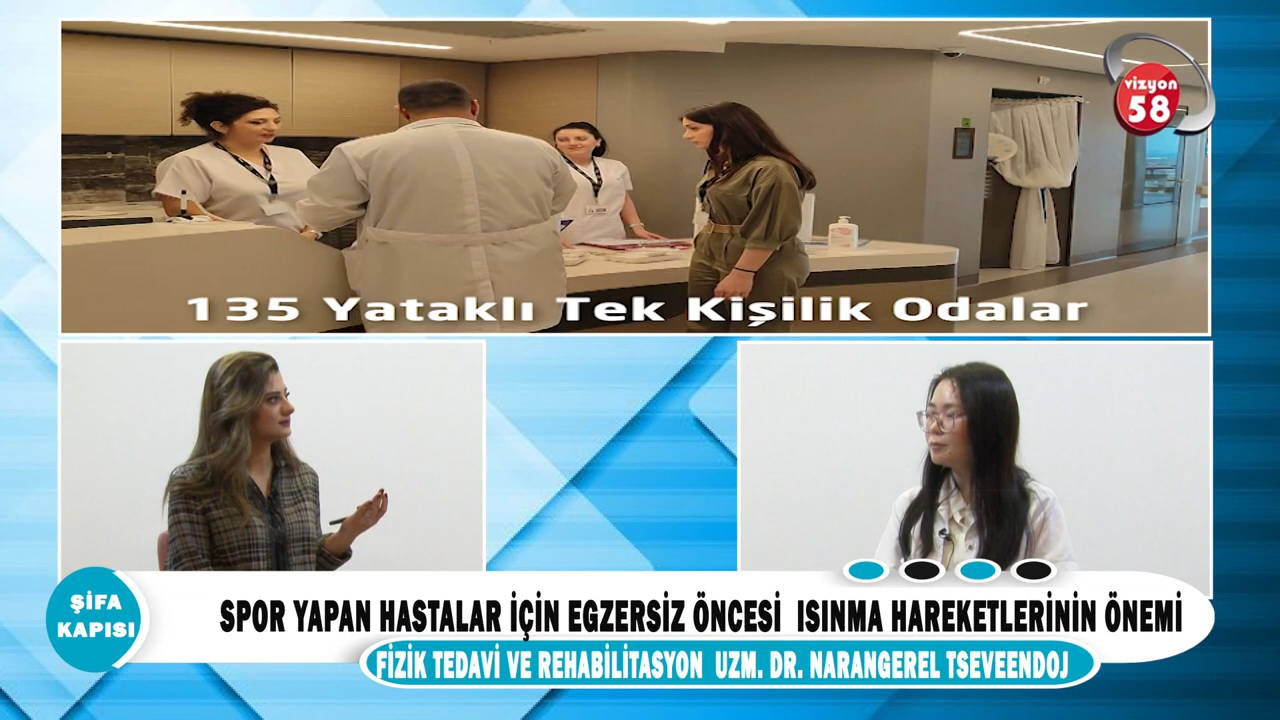 vizyon
58
135 Yataklı Tek Kişilik Odalar
ŞİFA
KAPISI
SPOR YAPAN HASTALAR İÇİN EGZERSİZ ÖNCESİ ISINMA HAREKETLERİNİN ÖNEMİ
FİZİK TEDAVİ VE REHABİLİTASYON UZM. DR. NARANGEREL TSEVEENDOJ